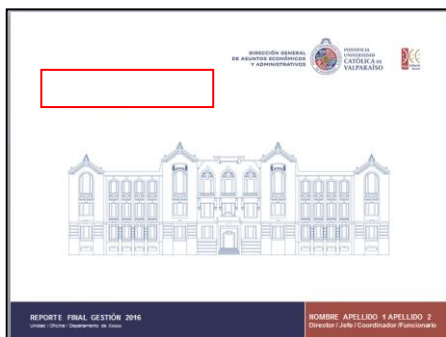 DIRECCIÓN GENERAL
DE ASUNTOS ECONÓMICOS
Y ADMINISTRATIVOS
PONTIFICIA
UNIVERSIDAD
CATÓLICA DE
VALPARAÍSO
REPORTE FINAL GESTIÓN 2016
Unidad / Oficina / Departamento de Xxxxx
NOMBRE APELLIDO 1 APELLIDO 2
Director / Jefe / Coordinador /Funcionario